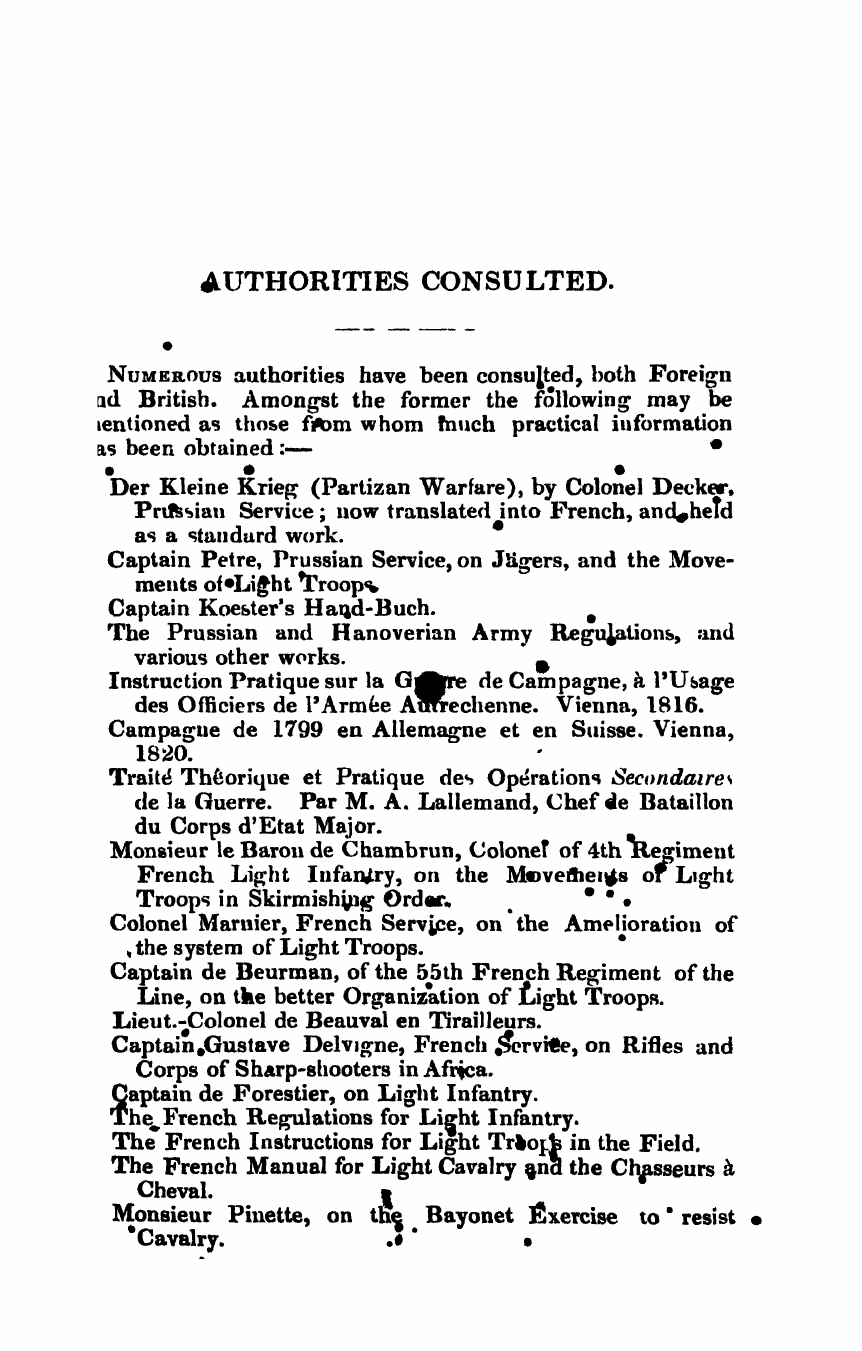 AUTHORITIES CONSULTED.
NUMEROUS authorities have been consulted, both Foreign
nd British. Amongst the former the following may be
entioned as those from whom much practical information
as been obtained :—
Der Kleine Krieg (Partizan Warfare), by Colonel Decker,
Prussian Service; now translated into French, and held
as a standard work.
Captain Petre, Prussian Service, on Jägers, and the Move-
ments of Light Troops.
Captain Koester's Hand-Buch.
The Prussian and Hanoverian Army Regulations, and
various other works.
Instruction Pratique sur la Guerre de Campagne, à l'Usage
des Officiers de l'Armée Autrechenne. Vienna, 1816.
Campagne de 1799 en Allemagne et en Suisse. Vienna,
1820.
Traité Théorique et Pratique des Opérations Secondaires
de la Guerre. Par M. A. Lallemand, Chef de Bataillon
du Corps d'Etat Major.
Monsieur le Baron de Chambrun, Colonel of 4th Regiment
French Light Infantry, on the Movements of Light
Troops in Skirmishing Order.
Colonel Marnier, French Service, on the Amelioration of
the system of Light Troops.
Captain de Beurman, of the 55th French Regiment of the
Line, on the better Organization of Light Troops.
Lieut.-Colonel de Beauval en Tirailleurs.
Captain Gustave Delvigne, French Service, on Rifles and
Corps of Sharp-shooters in Africa.
Captain de Forestier, on Light Infantry.
The French Regulations for Light Infantry.
The French Instructions for Light Troops in the Field.
The French Manual for Light Cavalry and the Chasseurs à
Cheval.
Monsieur Pinette, on the Bayonet Exercise to resist
Cavalry.